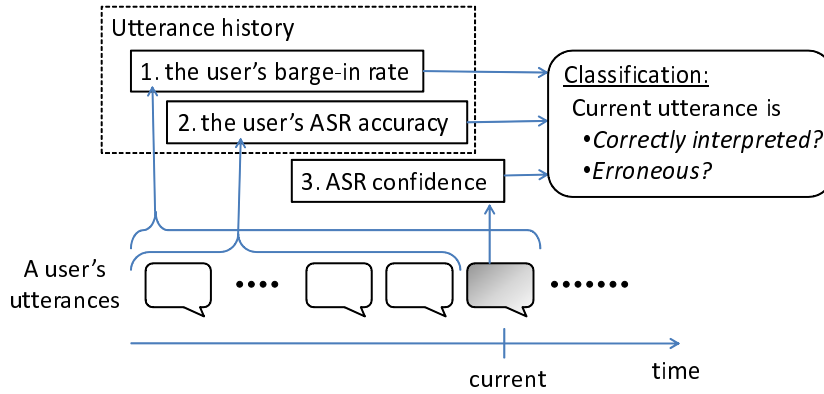 Utterance history
1. the user's barge-in rate
2. the user's ASR accuracy
3. ASR confidence
Classification:
Current utterance is
•Correctly interpreted?
•Erroneous?
A user's
utterances
current
time